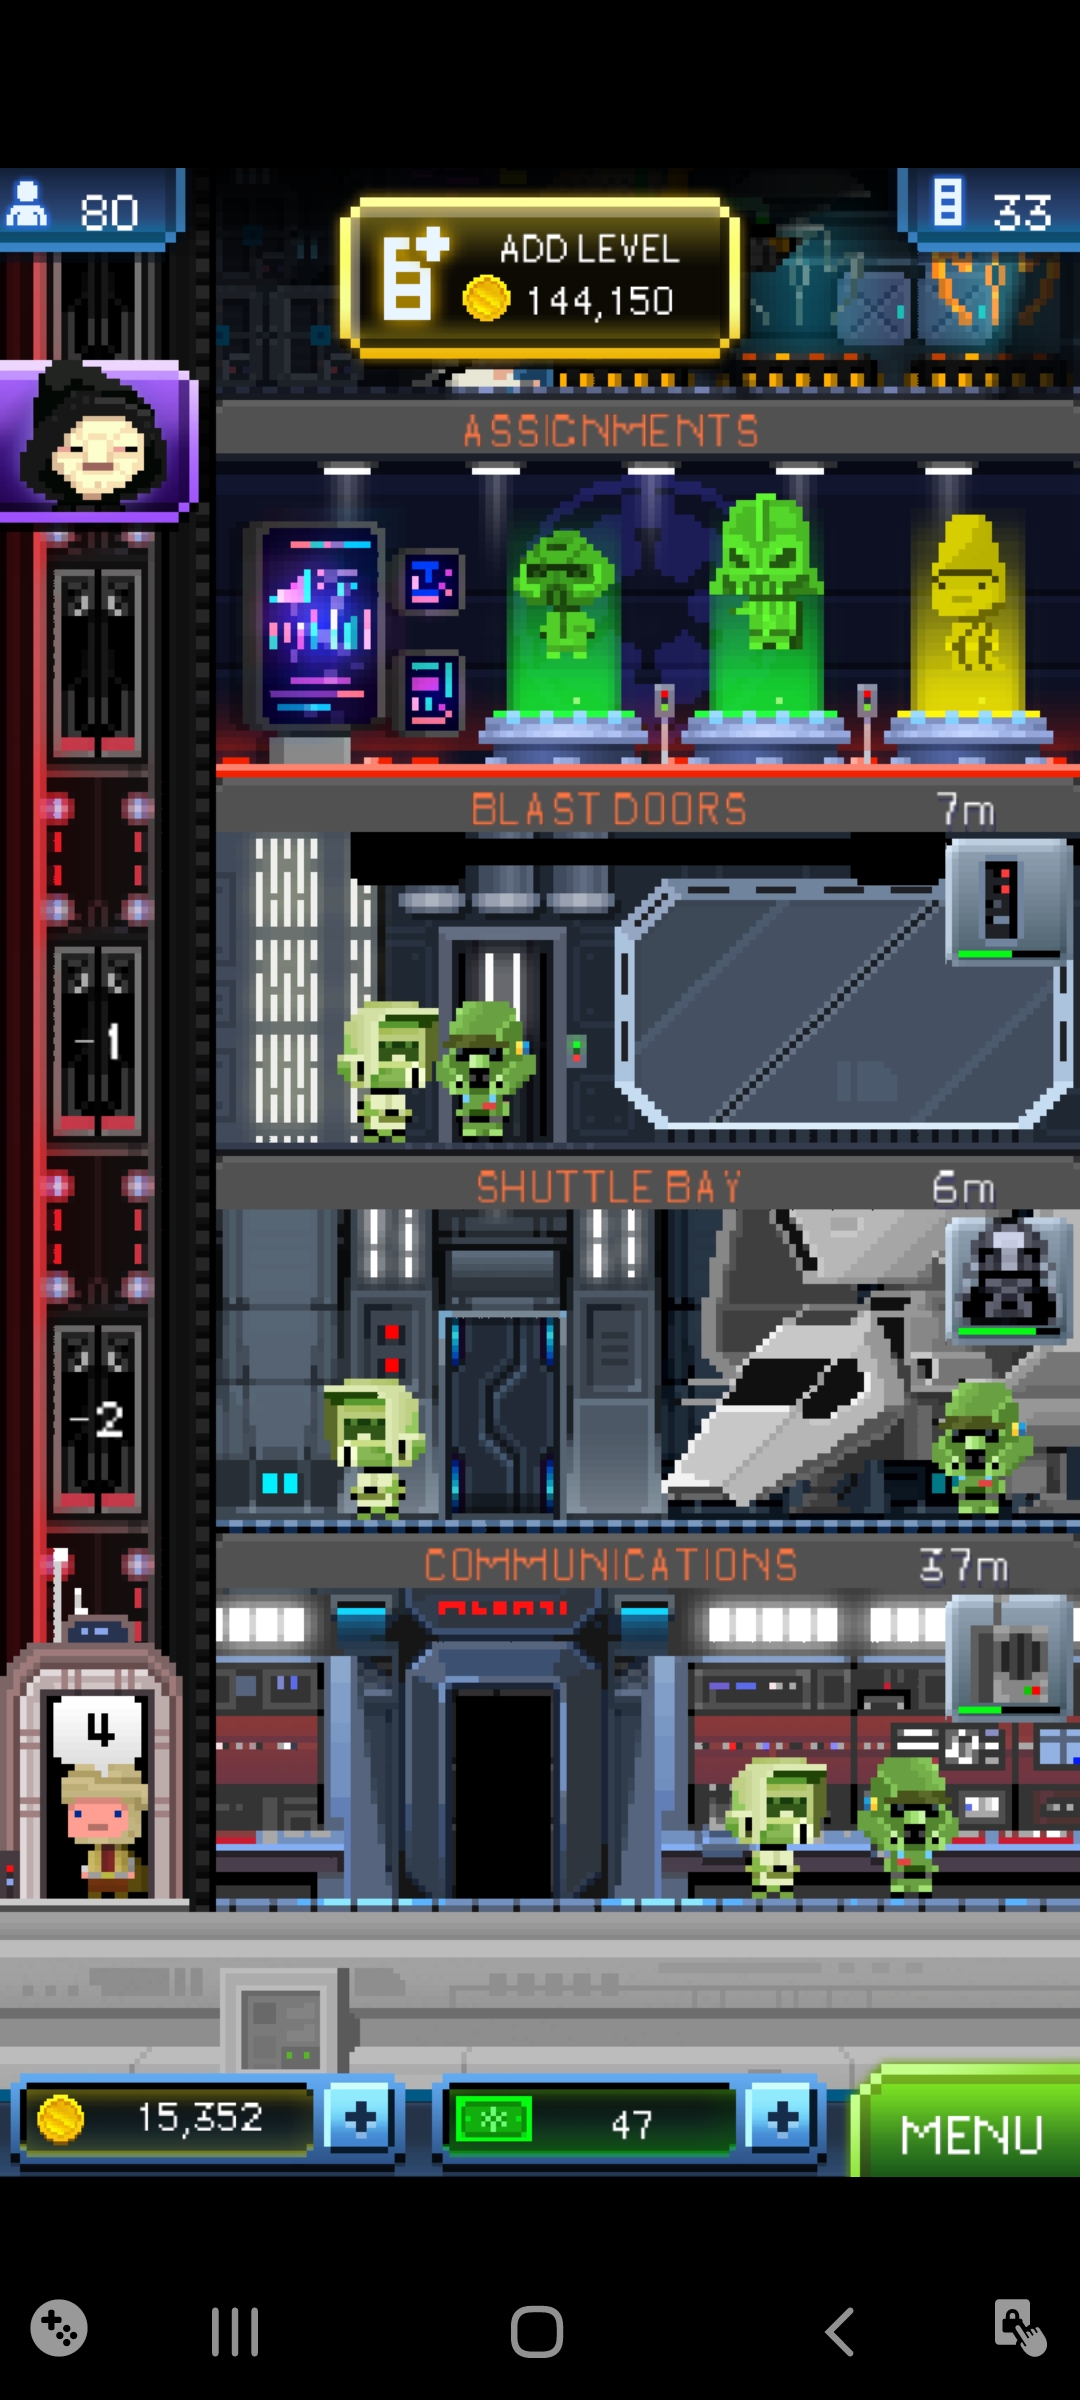 80
ADD LEVEL
144,150
33
ASSIGNMENTS
BLAST DOORS 7m
-1
SHUTTLE BAY 6m
-2
COMMUNICATIONS 37m
4
15,352
47
MENU